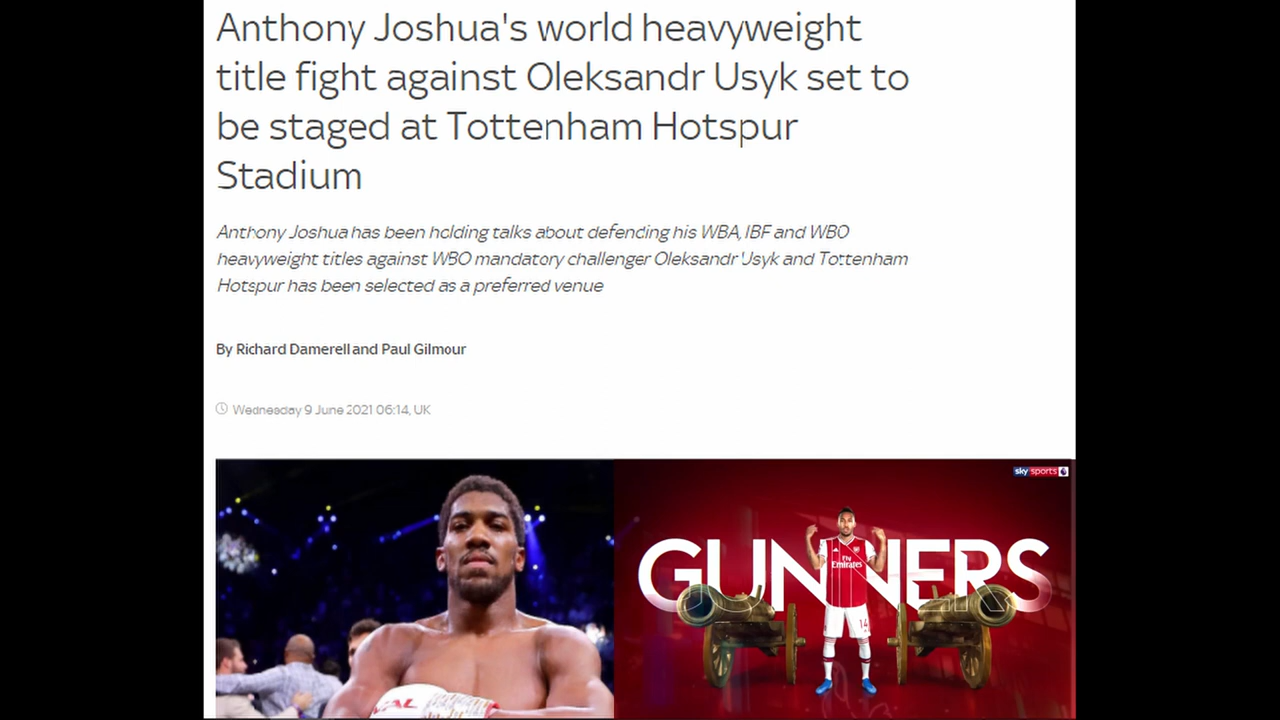 Anthony Joshua's world heavyweight
title fight against Oleksandr Usyk set to
be staged at Tottenham Hotspur
Stadium
Anthony Joshua has been holding talks about defending his WBA, IBF and WBO
heavyweight titles against WBO mandatory challenger Oleksandr Usyk and Tottenham
Hotspur has been selected as a preferred venue
By Richard Damerell and Paul Gilmour
Wednesday 9 June 2021 06:14, UK
sky sports
GUNNERS
Fly
Emirates
14